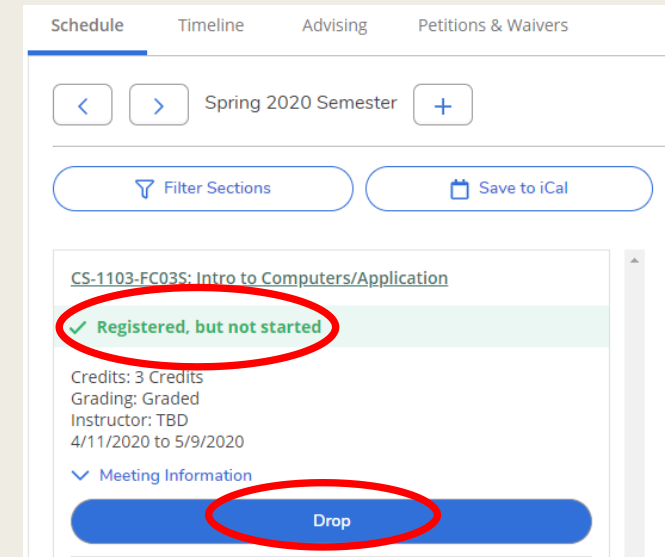 Schedule Timeline Advising Petitions & Waivers
Spring 2020 Semester
Filter Sections Save to iCal
CS-1103-FC03S: Intro to Computers/Application
Registered, but not started
Credits: 3 Credits
Grading: Graded
Instructor: TBD
4/11/2020 to 5/9/2020
Meeting Information
Drop